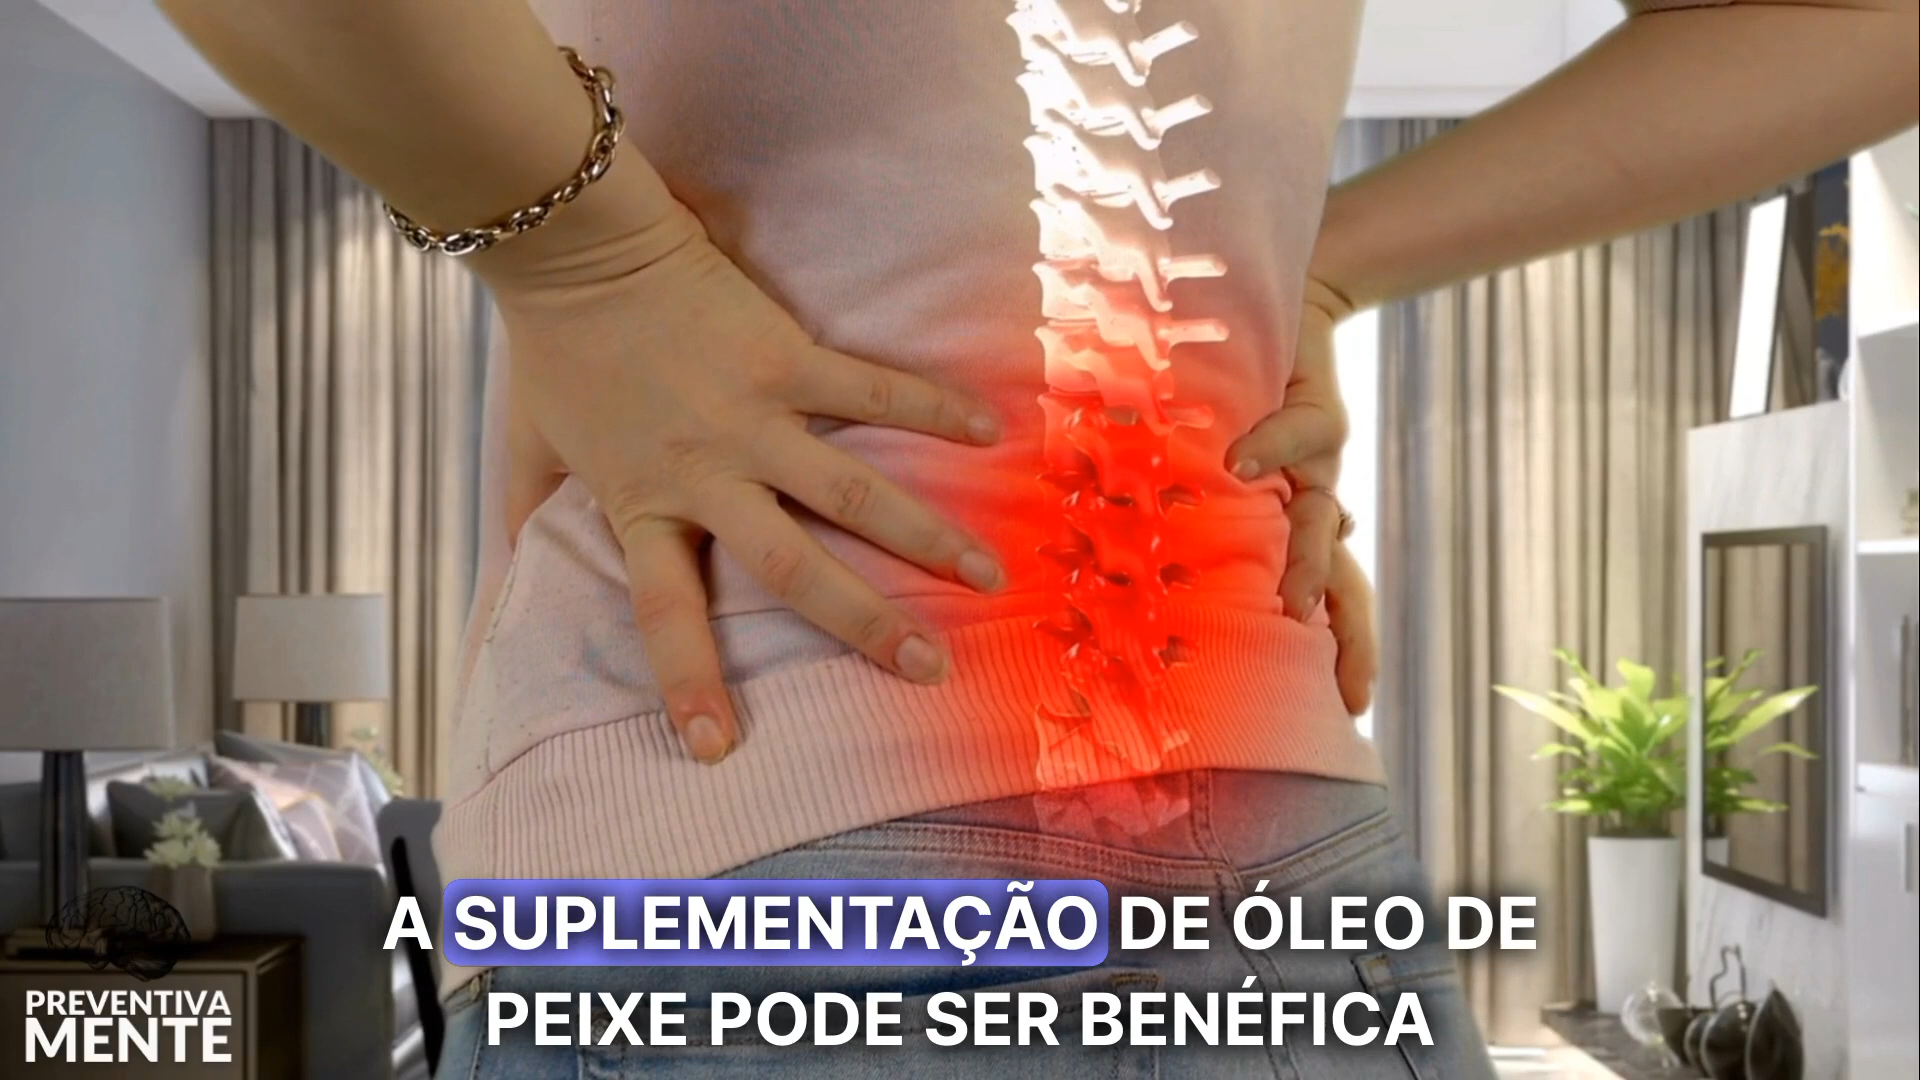 A SUPLEMENTAÇÃO DE ÓLEO DE
PEIXE PODE SER BENÉFICA
PREVENTIVA
MENTE